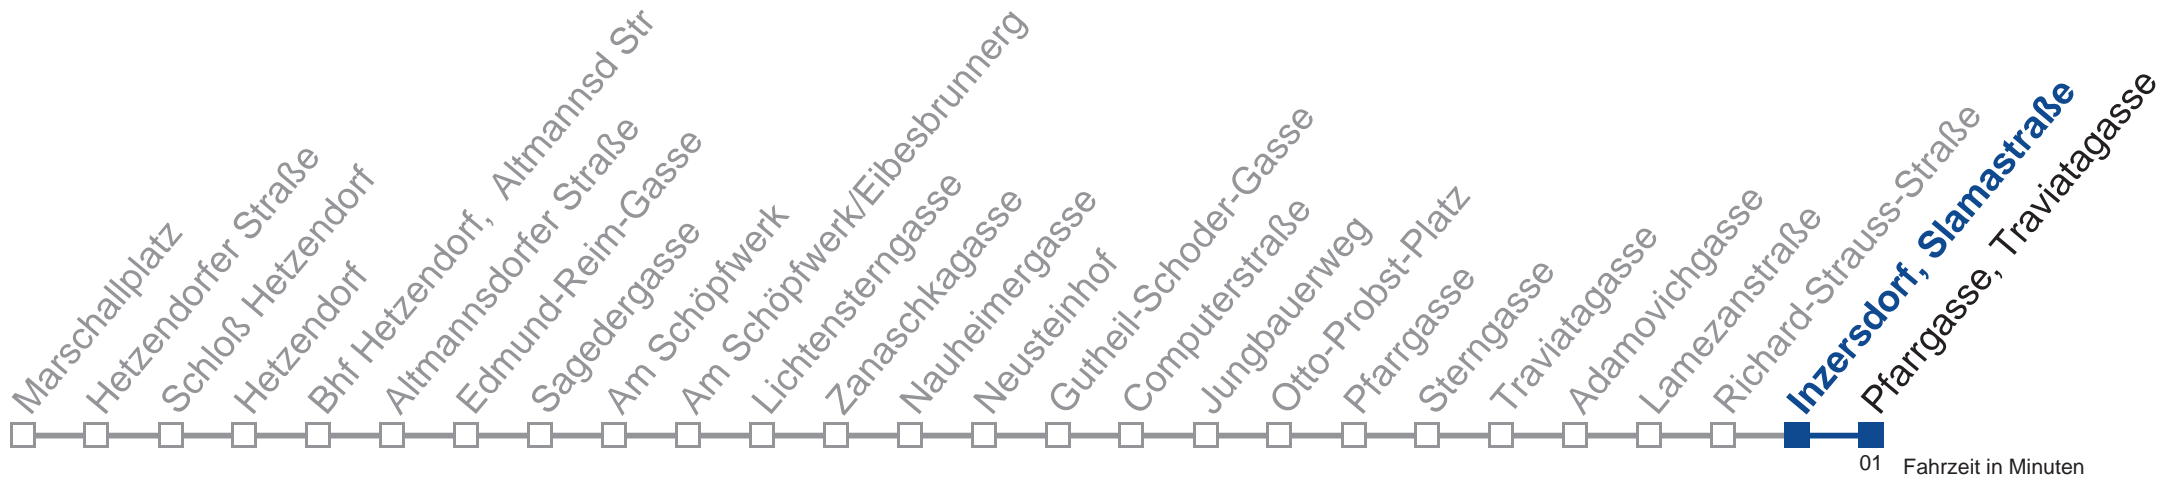 Marschallplatz
Hetzendorfer Straße
Schloß Hetzendorf
Hetzendorf
Bhf Hetzendorf, Altmannsd Str
Altmannsdorfer Straße
Edmund-Reim-Gasse
Sagedergasse
Am Schöpfwerk
Am Schöpfwerk/Eibesbrunnerg
Lichtensterngasse
Zanaschkagasse
Nauheimergasse
Neusteinhof
Gutheil-Schoder-Gasse
Computerstraße
Jungbauerweg
Otto-Probst-Platz
Pfarrgasse
Sterngasse
Traviatagasse
Adamovichgasse
Lamezanstraße
Richard-Strauss-Straße
Inzersdorf, Slamastraße
Pfarrgasse, Traviatagasse
01 Fahrzeit in Minuten